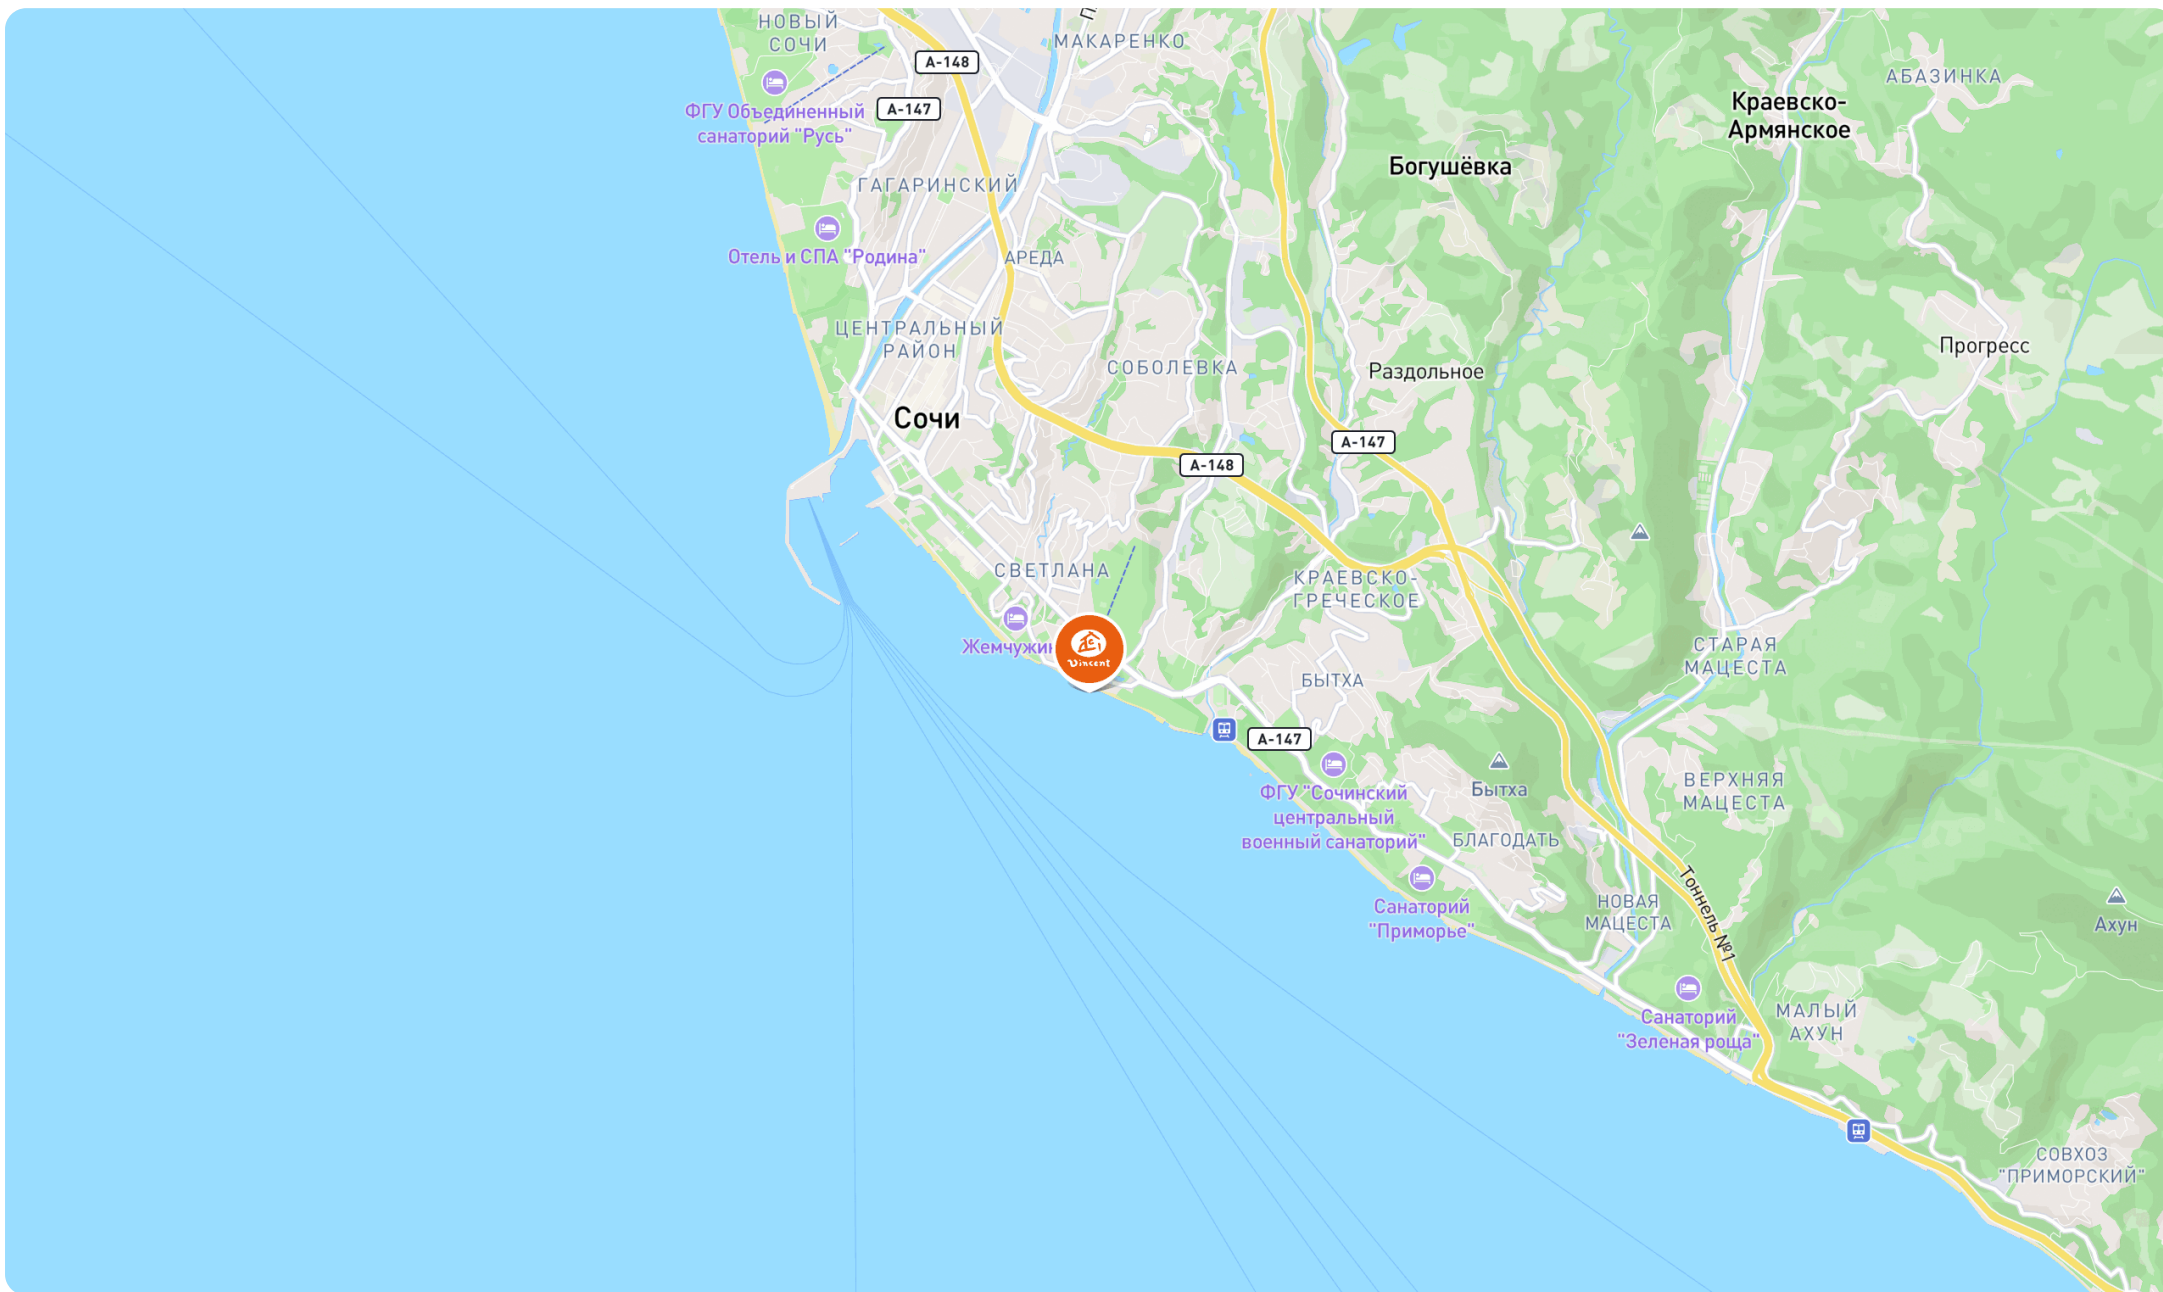 НОВЫЙ
СОЧИ
МАКАРЕНКО
А-148
АБАЗИНКА
Краевско-
Армянское
А-147
ФГУ Объединенный
санаторий "Русь"
Богушёвка
ГАГАРИНСКИЙ
Отель и СПА "Родина"
АРЕДА
ЦЕНТРАЛЬНЫЙ
РАЙОН
Прогресс
СОБОЛЕВКА
Раздольное
Сочи
А-147
А-148
СВЕТЛАНА
КРАЕВСКО-
ГРЕЧЕСКОЕ
Жемчужин
Vincent
СТАРАЯ
МАЦЕСТА
БЫТХА
А-147
ФГУ "Сочинский
центральный
военный санаторий"
Бытха
ВЕРХНЯЯ
МАЦЕСТА
БЛАГОДАТЬ
Тоннель №1
Санаторий
"Приморье"
НОВАЯ
МАЦЕСТА
Ахун
Санаторий
"Зеленая роща"
МАЛЫЙ
АХУН
СОВХОЗ
"ПРИМОРСКИЙ"